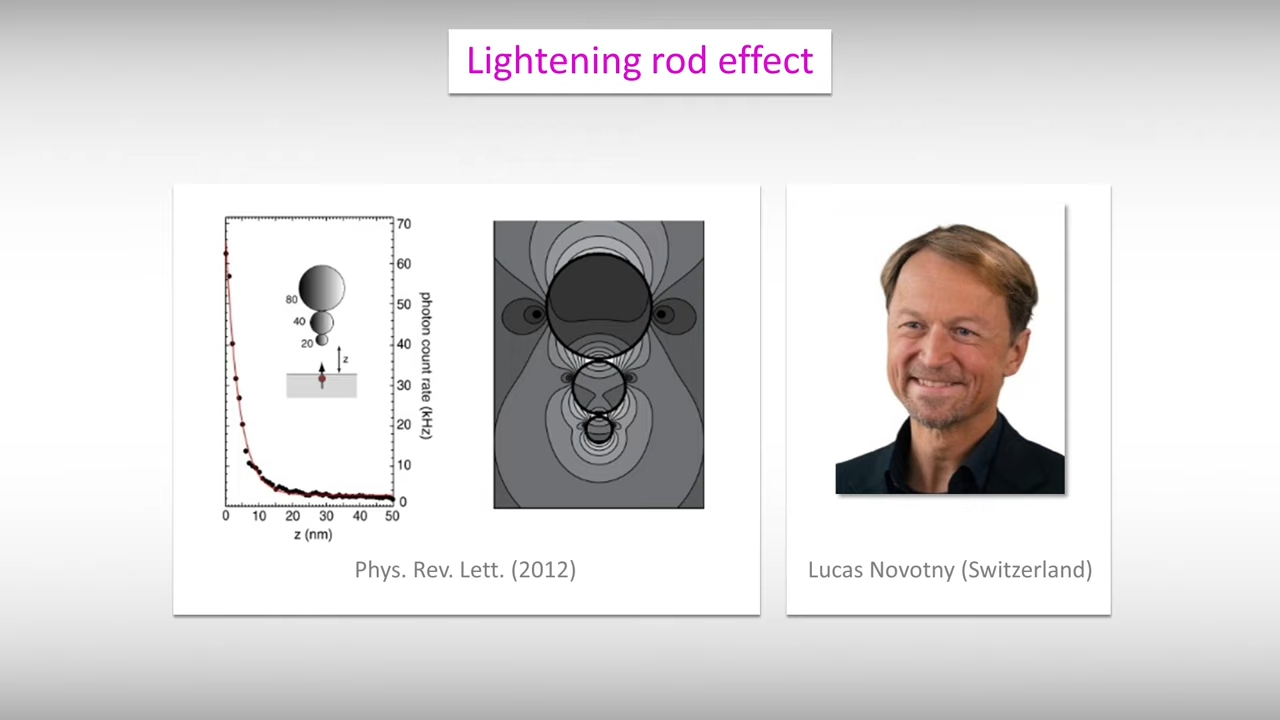 Lightening rod effect
70
60
50
40
30
20
10
0
photon count rate (kHz)
80
40
20
z
0 10 20 30 40 50
z (nm)
Phys. Rev. Lett. (2012)
Lucas Novotny (Switzerland)